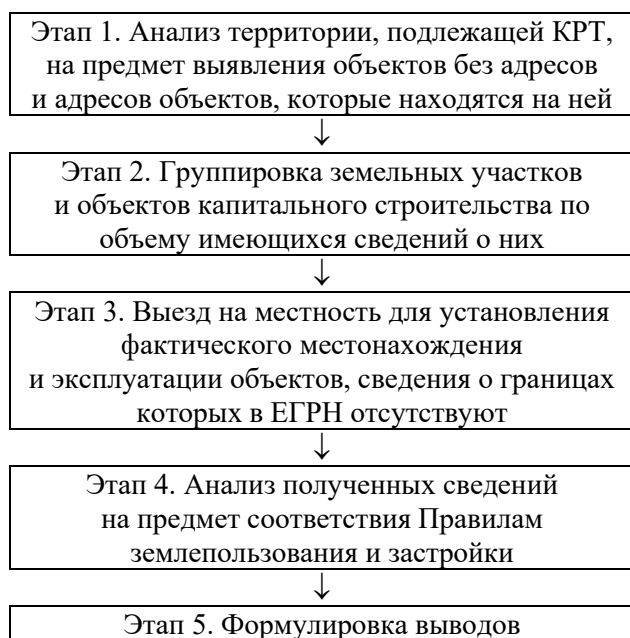 Этап 1. Анализ территории, подлежащей КРТ,
на предмет выявления объектов без адресов
и адресов объектов, которые находятся на ней
↓
Этап 2. Группировка земельных участков
и объектов капитального строительства по
объему имеющихся сведений о них
↓
Этап 3. Выезд на местность для установления
фактического местонахождения
и эксплуатации объектов, сведения о границах
которых в ЕГРН отсутствуют
↓
Этап 4. Анализ полученных сведений
на предмет соответствия Правилам
землепользования и застройки
↓
Этап 5. Формулировка выводов